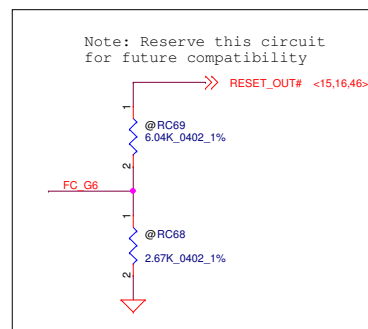 Note: Reserve this circuit
for future compatibility
RESET_OUT# <15,16,46>
1
@RC69
6.04K_0402_1%
2
FC_G6
1
@RC68
2.67K_0402_1%
2